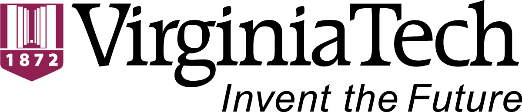 1872
VirginiaTech
Invent the Future